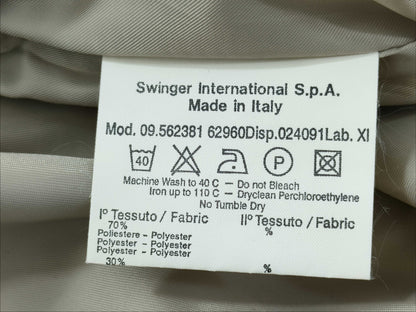 Swinger International S.p.A.
Made in Italy
Mod. 09.562381 62960Disp.024091Lab. XI
40 P
Machine Wash to 40 C – Do not Bleach
Iron up to 110 C – Dryclean Perchloroethylene
No Tumble Dry
Iº Tessuto / Fabric IIº Tessuto / Fabric
70% %
Poliestere - Polyester
Polyester - Polyester
Polyester - Polyester
30% %